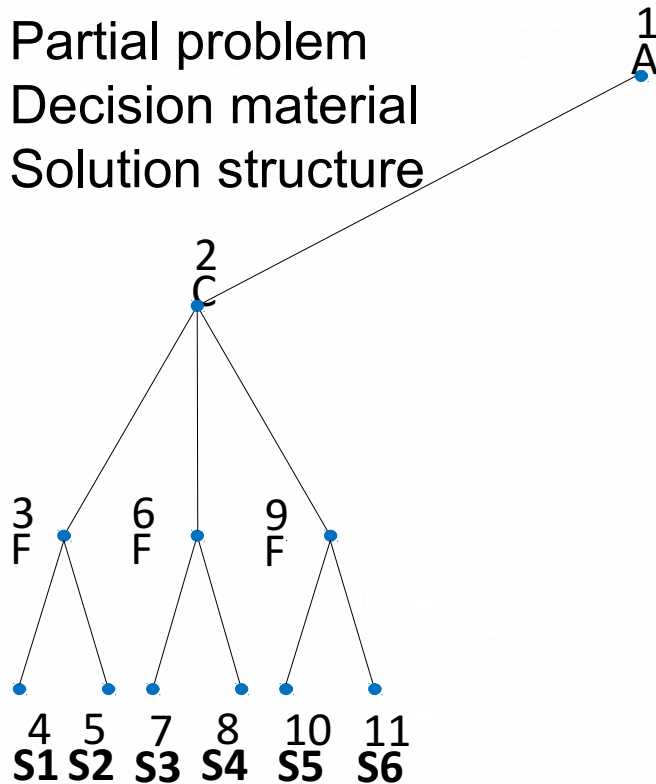 Partial problem
Decision material
Solution structure
1
A
2
C
3
F
6
F
9
F
4 5 7 8 10 11
S1 S2 S3 S4 S5 S6